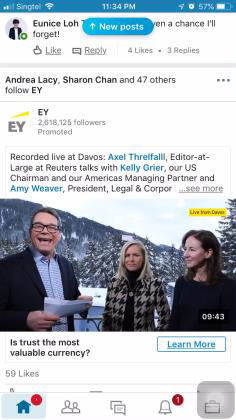 Singtel 11:34 PM 57%
Eunice Loh
New posts
ven a chance I'll
forget!
Like Reply 4 Likes • 3 Replies
Andrea Lacy, Sharon Chan and 47 others
follow EY
EY
EY
2,618,125 followers
Promoted
Recorded live at Davos: Axel Threlfalll, Editor-at-
Large at Reuters talks with Kelly Grier, our US
Chairman and our Americas Managing Partner and
Amy Weaver, President, Legal & Corpor ...see more
Live from Davos
09:43
Is trust the most
valuable currency?
Learn More
59 Likes
1